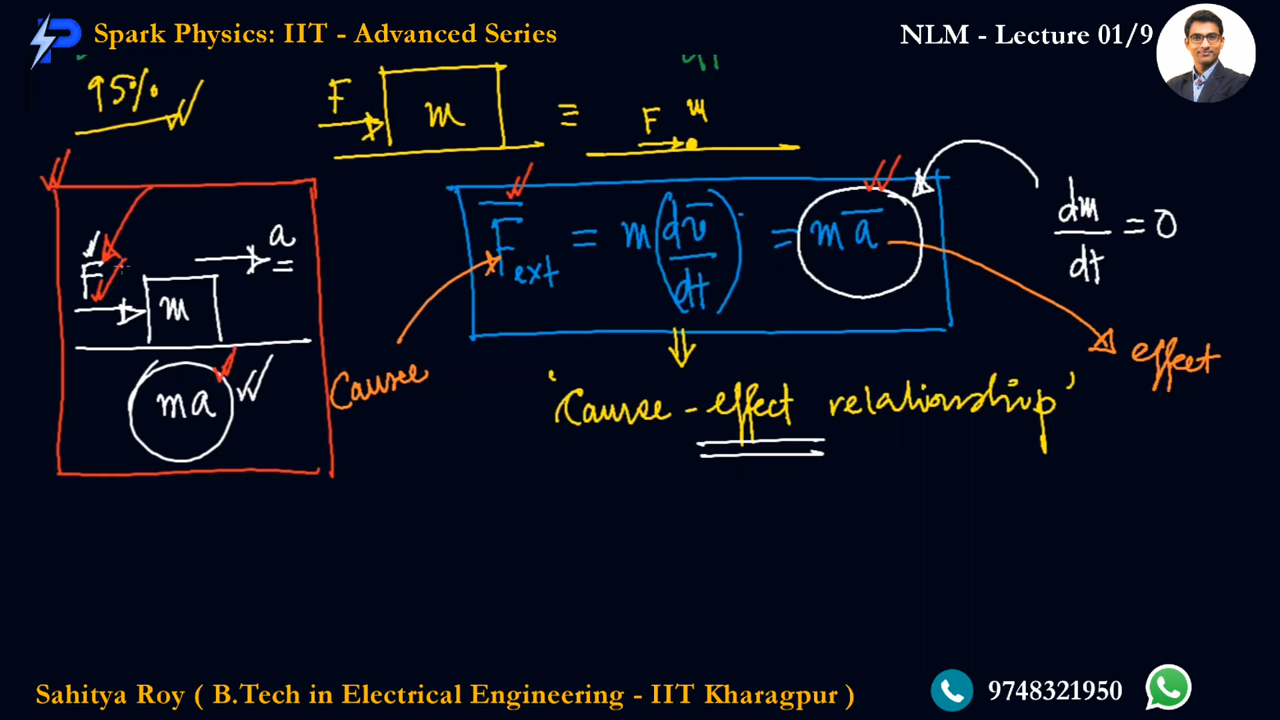 Spark Physics: IIT - Advanced Series
NLM - Lecture 01/9
95%
F m ≡ F m
F a
m
ma
F̅ext = m(dv̅/dt) = ma̅
dm/dt = 0
Cause
effect
'Cause-effect relationship'
Sahitya Roy ( B.Tech in Electrical Engineering - IIT Kharagpur )
9748321950